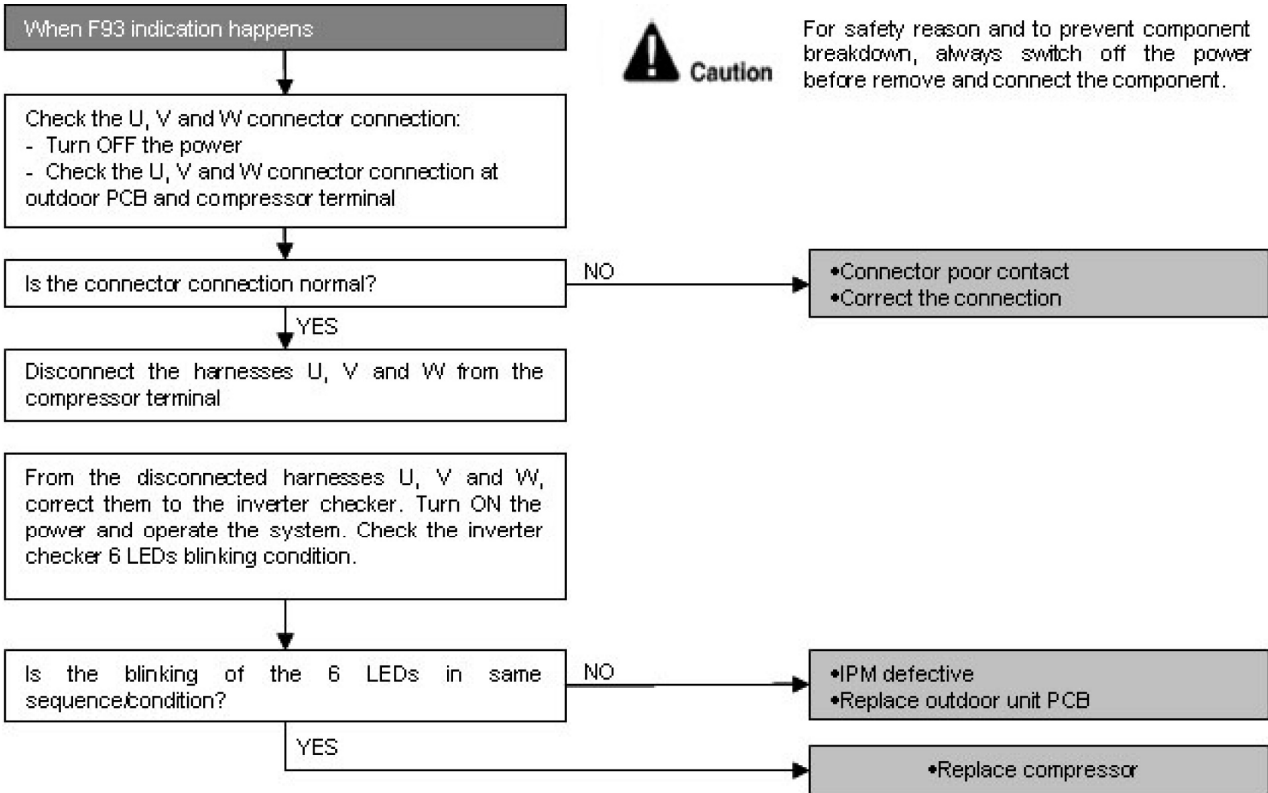 When F93 indication happens
Caution
For safety reason and to prevent component
breakdown, always switch off the power
before remove and connect the component.
Check the U, V and W connector connection:
- Turn OFF the power
- Check the U, V and W connector connection at
outdoor PCB and compressor terminal
Is the connector connection normal?
NO
•Connector poor contact
•Correct the connection
YES
Disconnect the harnesses U, V and W from the
compressor terminal
From the disconnected harnesses U, V and W,
correct them to the inverter checker. Turn ON the
power and operate the system. Check the inverter
checker 6 LEDs blinking condition.
Is the blinking of the 6 LEDs in same
sequence/condition?
NO
•IPM defective
•Replace outdoor unit PCB
YES
•Replace compressor